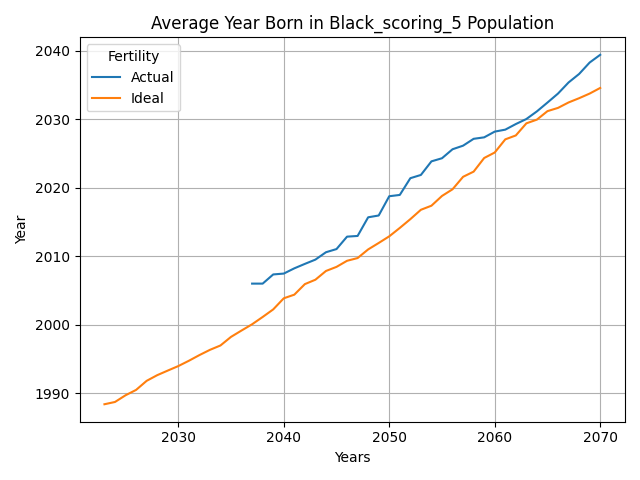 Average Year Born in Black_scoring_5 Population
Fertility
Actual
Ideal
2040
2030
2020
2010
2000
1990
Year
2030 2040 2050 2060 2070
Years